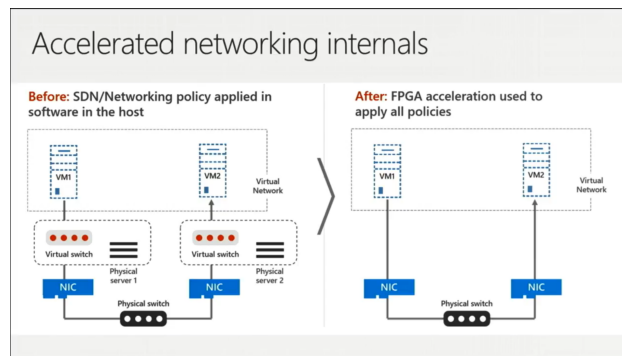 Accelerated networking internals
Before: SDN/Networking policy applied in
software in the host
VM1
VM2
Virtual
Network
Virtual switch
Physical
server 1
Virtual switch
Physical
server 2
NIC
NIC
Physical switch
After: FPGA acceleration used to
apply all policies
VM1
VM2
Virtual
Network
NIC
NIC
Physical switch